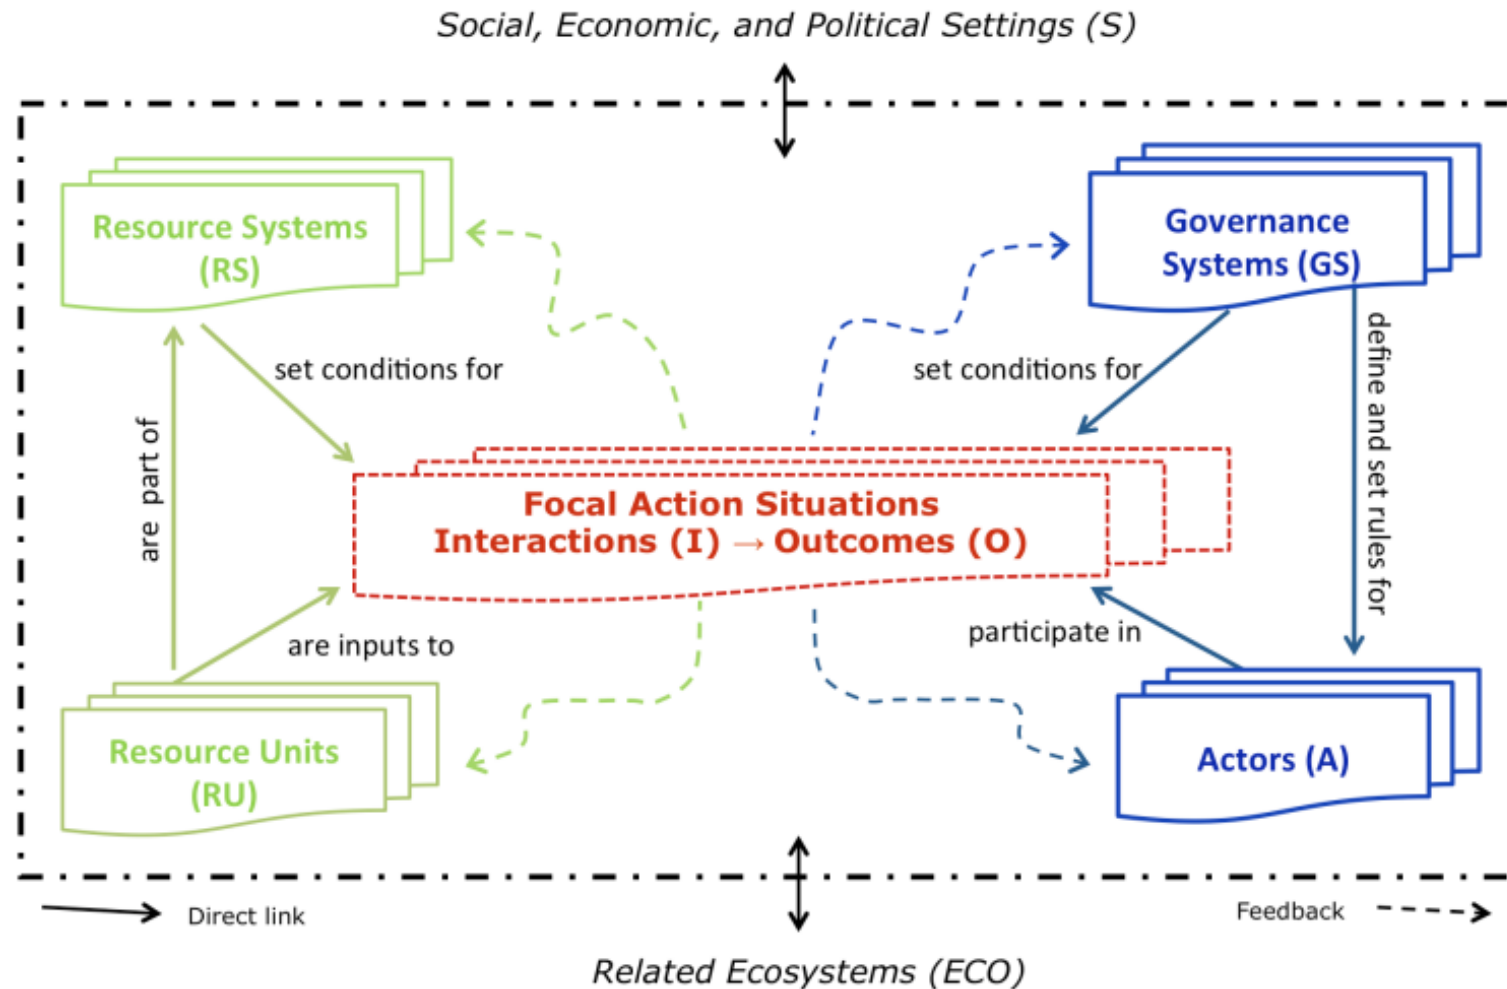 Social, Economic, and Political Settings (S)
Resource Systems
(RS)
Governance
Systems (GS)
set conditions for
set conditions for
are part of
define and set rules for
Focal Action Situations
Interactions (I) → Outcomes (O)
are inputs to
participate in
Resource Units
(RU)
Actors (A)
Direct link
Feedback
Related Ecosystems (ECO)